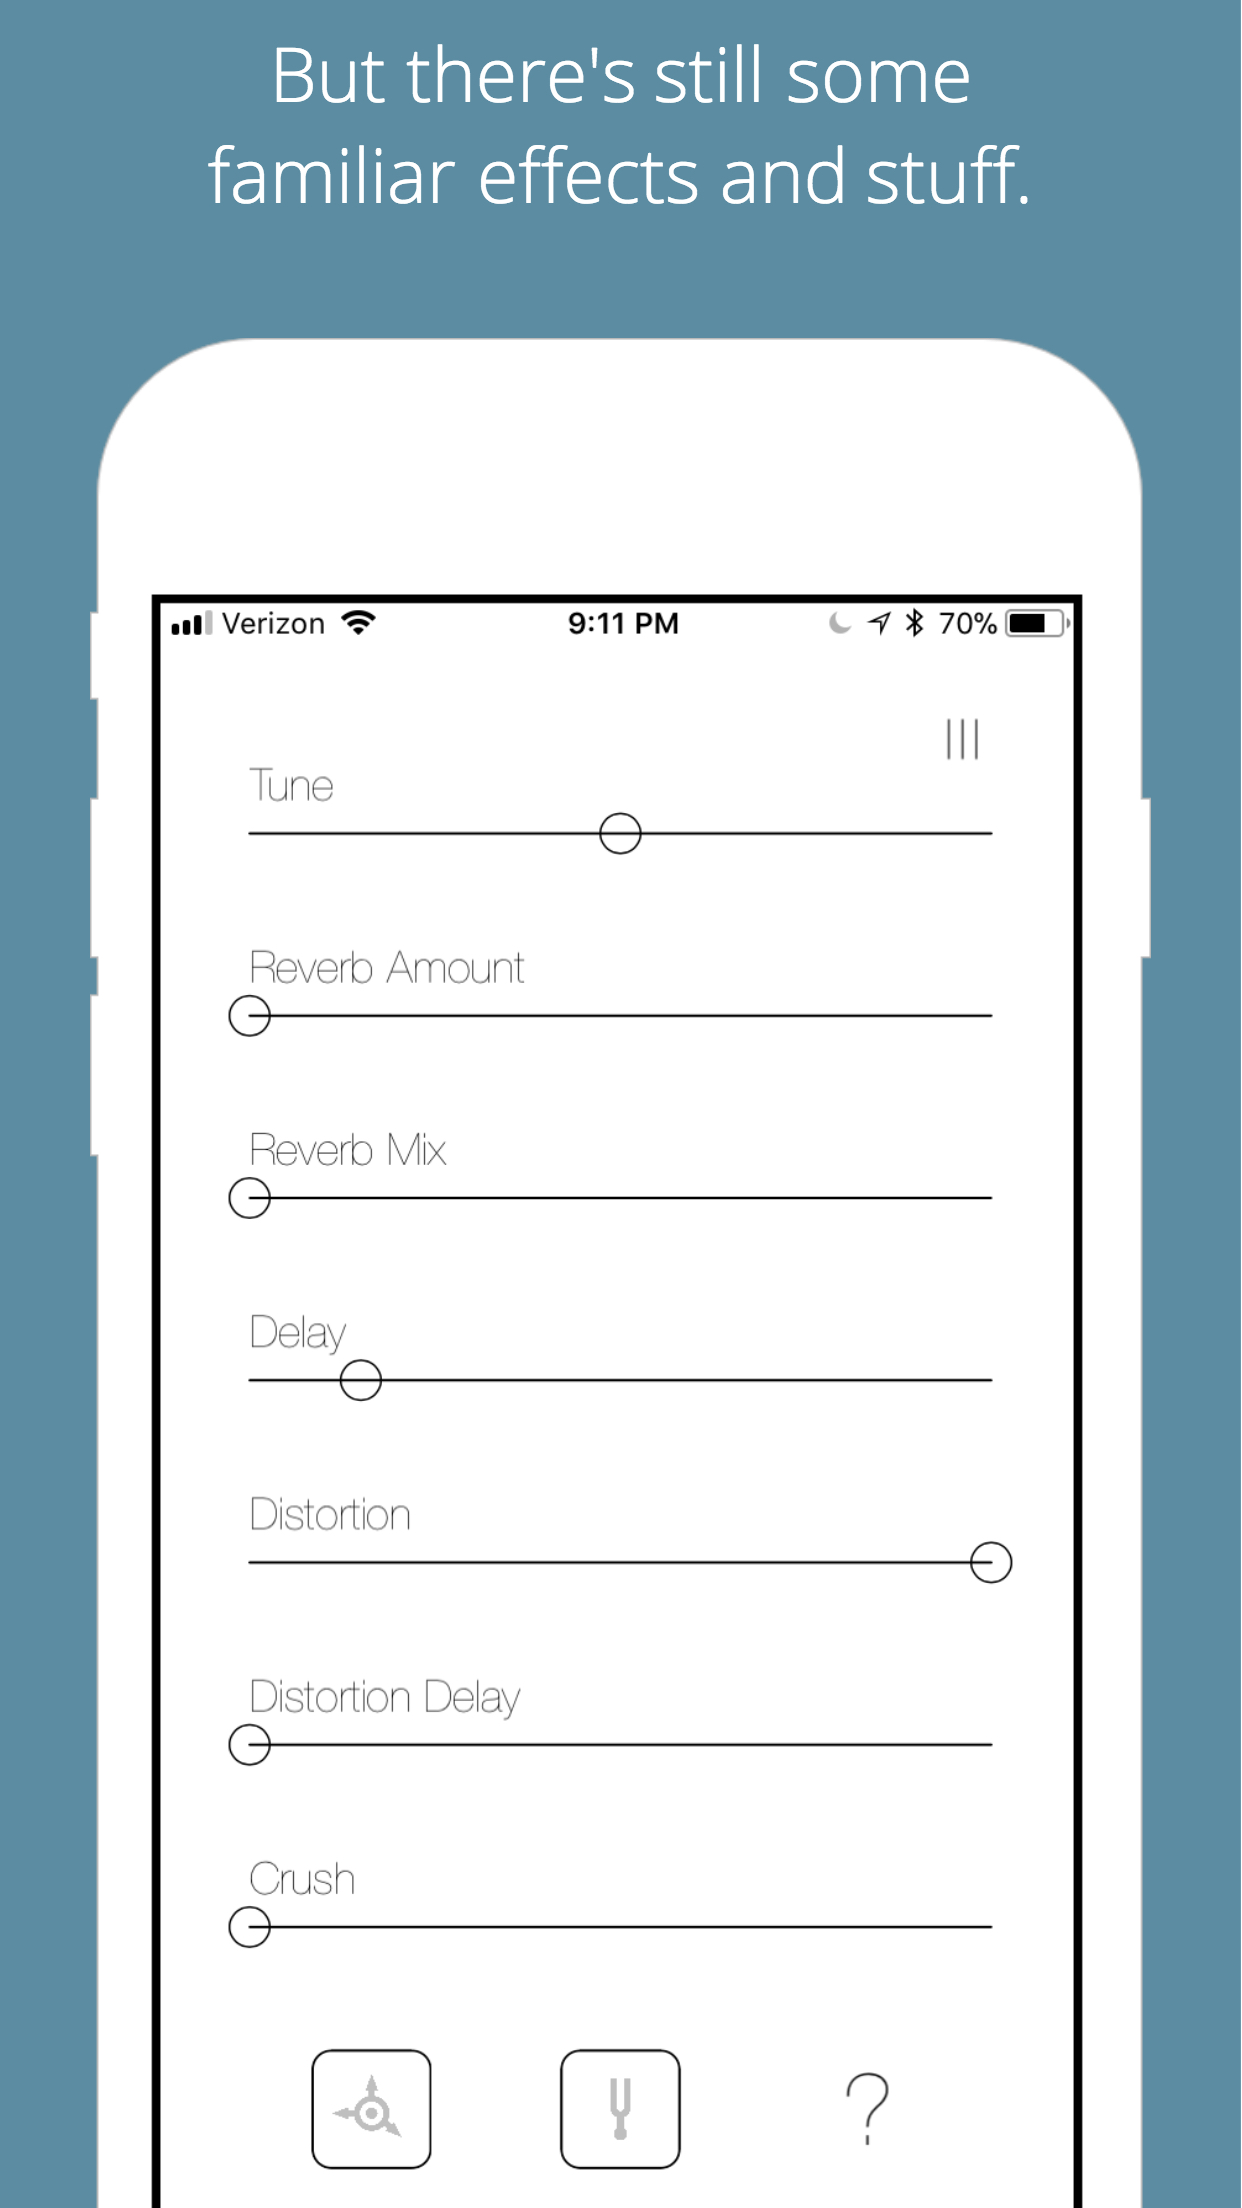 But there's still some
familiar effects and stuff.
Verizon 9:11 PM 70%
Tune
Reverb Amount
Reverb Mix
Delay
Distortion
Distortion Delay
Crush
?